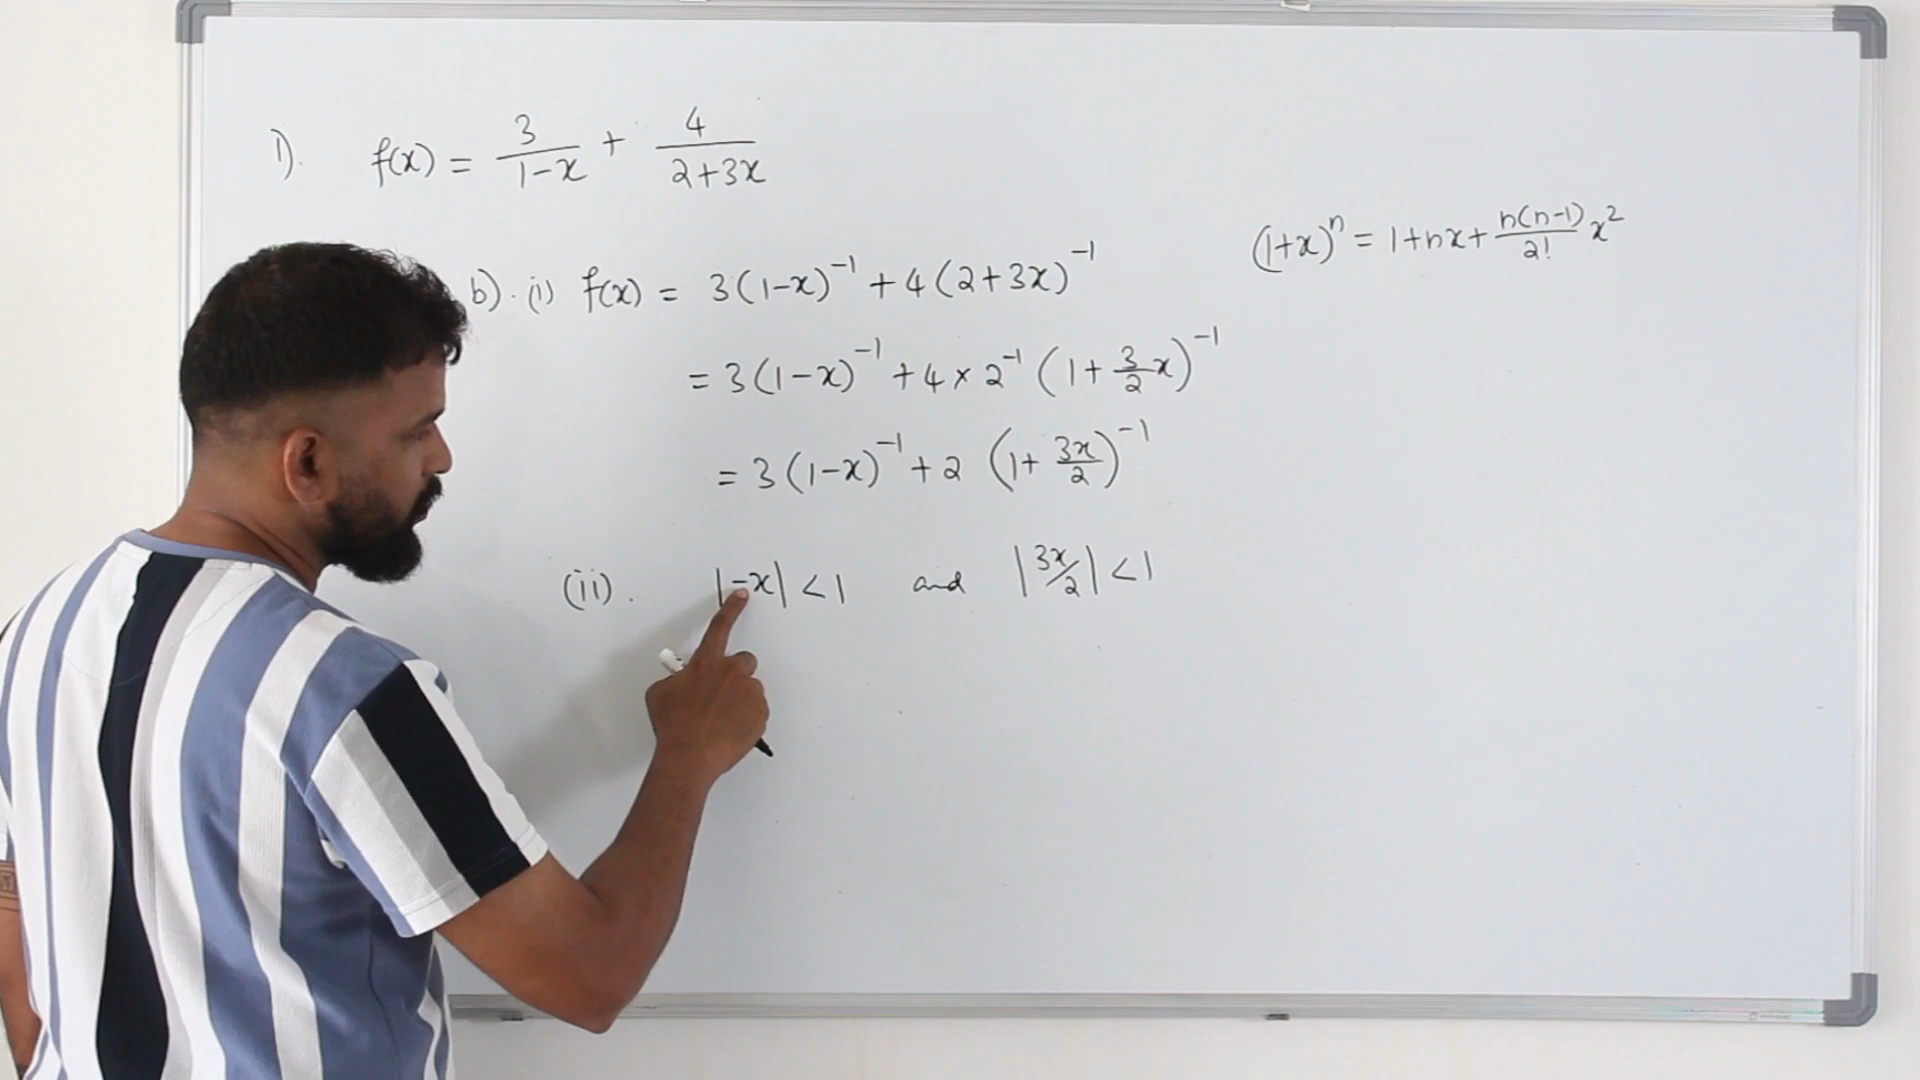 1). f(x) = 3/(1-x) + 4/(2+3x)
(1+x)^n = 1+nx+ n(n-1)/2! x^2
b). (i) f(x) = 3(1-x)^-1 + 4(2+3x)^-1
= 3(1-x)^-1 + 4 × 2^-1 (1+ 3/2 x)^-1
= 3(1-x)^-1 + 2 (1+ 3x/2)^-1
(ii). |-x| < 1 and |3x/2| < 1